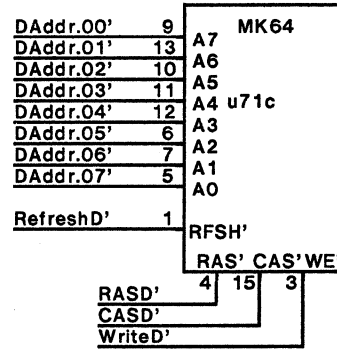 DAddr.00' 9 MK64
A7
DAddr.01' 13
A6
DAddr.02' 10
A5
DAddr.03' 11
A4 u71c
DAddr.04' 12
A3
DAddr.05' 6
A2
DAddr.06' 7
A1
DAddr.07' 5
A0
RefreshD' 1
RFSH'
RAS' CAS' WE'
4 15 3
RASD'
CASD'
WriteD'